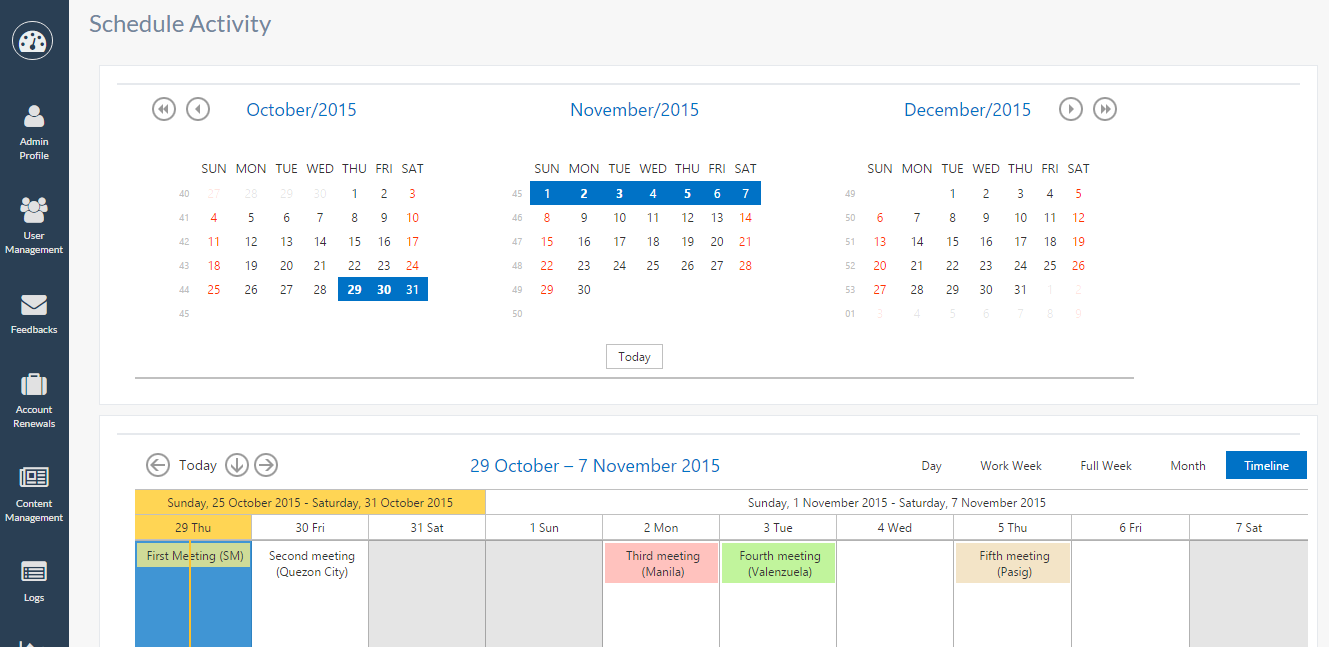 Schedule Activity
Admin
Profile
User
Management
Feedbacks
Account
Renewals
Content
Management
Logs
October/2015
SUN MON TUE WED THU FRI SAT
40 27 28 29 30 1 2 3
41 4 5 6 7 8 9 10
42 11 12 13 14 15 16 17
43 18 19 20 21 22 23 24
44 25 26 27 28 29 30 31
45
November/2015
SUN MON TUE WED THU FRI SAT
45 1 2 3 4 5 6 7
46 8 9 10 11 12 13 14
47 15 16 17 18 19 20 21
48 22 23 24 25 26 27 28
49 29 30
50
December/2015
SUN MON TUE WED THU FRI SAT
49 1 2 3 4 5
50 6 7 8 9 10 11 12
51 13 14 15 16 17 18 19
52 20 21 22 23 24 25 26
53 27 28 29 30 31 1 2
01 3 4 5 6 7 8 9
Today
Today
29 October – 7 November 2015
Day Work Week Full Week Month Timeline
Sunday, 25 October 2015 - Saturday, 31 October 2015
Sunday, 1 November 2015 - Saturday, 7 November 2015
29 Thu 30 Fri 31 Sat 1 Sun 2 Mon 3 Tue 4 Wed 5 Thu 6 Fri 7 Sat
First Meeting (SM)
Second meeting
(Quezon City)
Third meeting
(Manila)
Fourth meeting
(Valenzuela)
Fifth meeting
(Pasig)